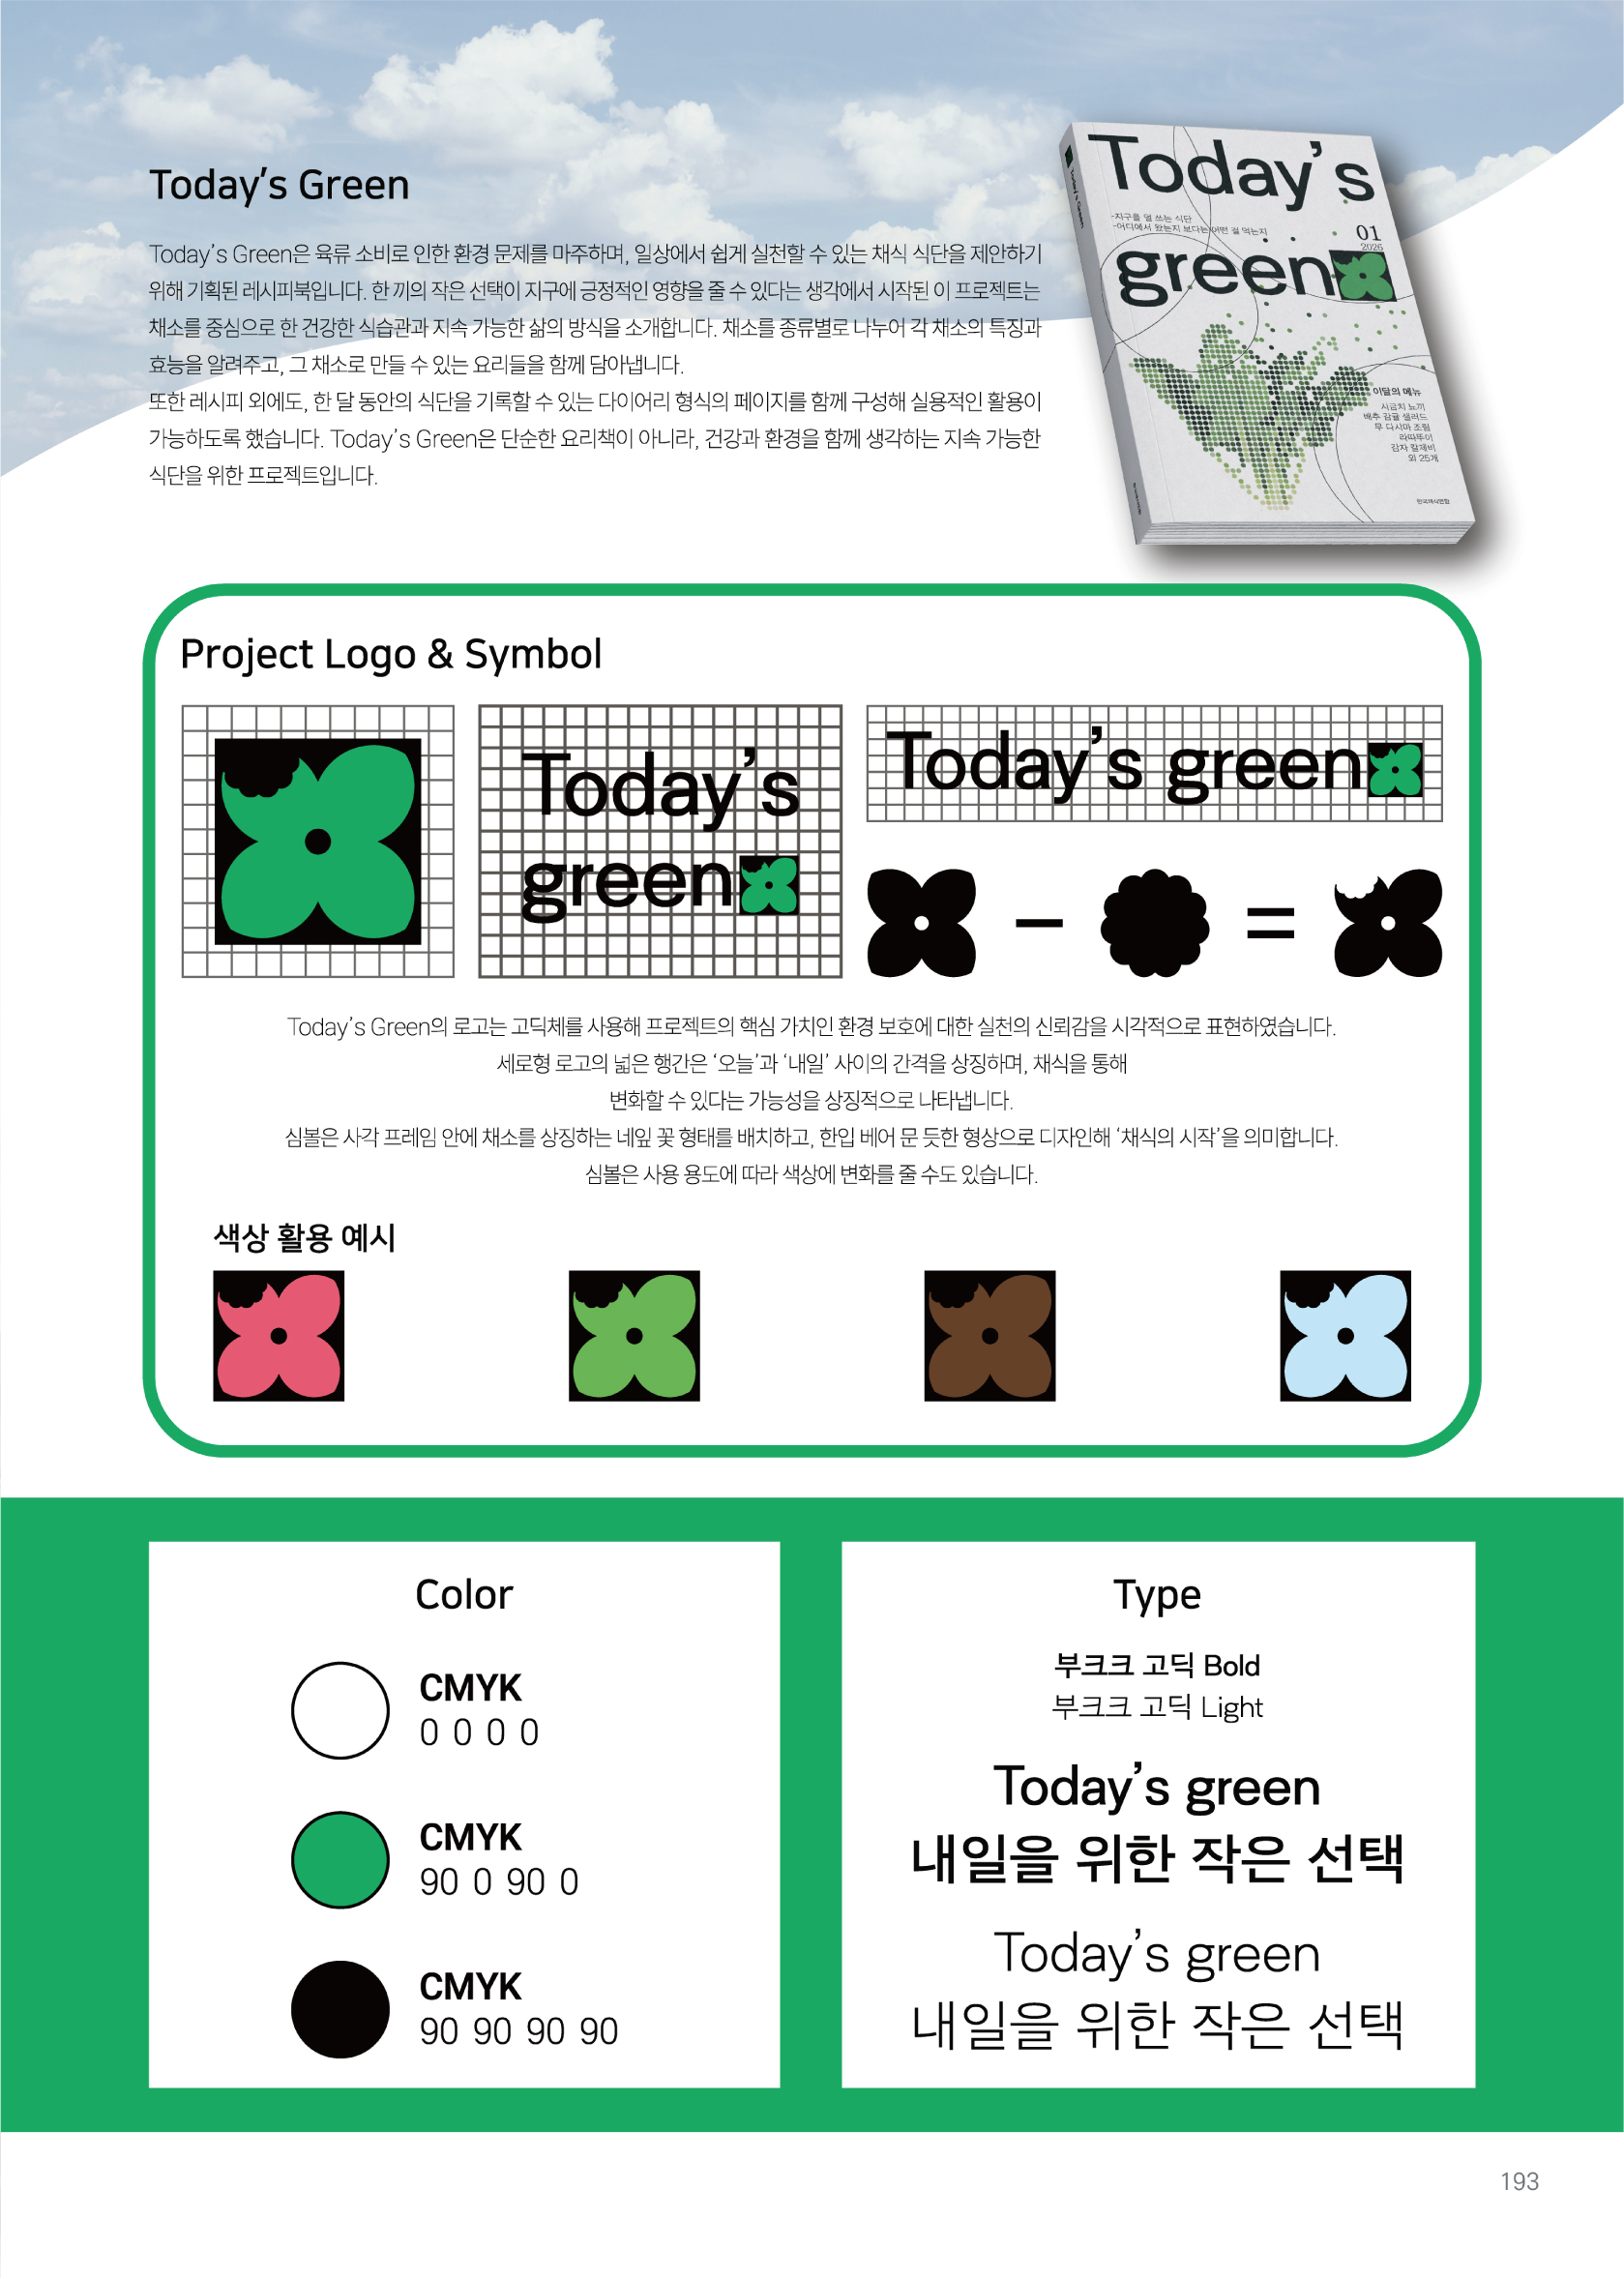 Today's Green
Today's Green은 육류 소비로 인한 환경 문제를 마주하며, 일상에서 쉽게 실천할 수 있는 채식 식단을 제안하기
위해 기획된 레시피북입니다. 한 끼의 작은 선택이 지구에 긍정적인 영향을 줄 수 있다는 생각에서 시작된 이 프로젝트는
채소를 중심으로 한 건강한 식습관과 지속 가능한 삶의 방식을 소개합니다. 채소를 종류별로 나누어 각 채소의 특징과
효능을 알려주고, 그 채소로 만들 수 있는 요리들을 함께 담아냅니다.
또한 레시피 외에도, 한 달 동안의 식단을 기록할 수 있는 다이어리 형식의 페이지를 함께 구성해 실용적인 활용이
가능하도록 했습니다. Today's Green은 단순한 요리책이 아니라, 건강과 환경을 함께 생각하는 지속 가능한
식단을 위한 프로젝트입니다.
Today's
-지구를 덜 쓰는 식단
-어디에서 왔는지 보다는 어떤 걸 먹는지
01
2026
green
이달의 메뉴
시금치 뇨끼
배추 감귤 샐러드
무 다시마 조림
라따뚜이
감자 칼제비
외 25개
Today's Green
Project Logo & Symbol
Today's
green
Today's green
Today's Green의 로고는 고딕체를 사용해 프로젝트의 핵심 가치인 환경 보호에 대한 실천의 신뢰감을 시각적으로 표현하였습니다.
세로형 로고의 넓은 행간은 '오늘'과 '내일' 사이의 간격을 상징하며, 채식을 통해
변화할 수 있다는 가능성을 상징적으로 나타냅니다.
심볼은 사각 프레임 안에 채소를 상징하는 네잎 꽃 형태를 배치하고, 한입 베어 문 듯한 형상으로 디자인해 '채식의 시작'을 의미합니다.
심볼은 사용 용도에 따라 색상에 변화를 줄 수도 있습니다.
색상 활용 예시
Color
CMYK
0 0 0 0
CMYK
90 0 90 0
CMYK
90 90 90 90
Type
부크크 고딕 Bold
부크크 고딕 Light
Today's green
내일을 위한 작은 선택
Today's green
내일을 위한 작은 선택
193